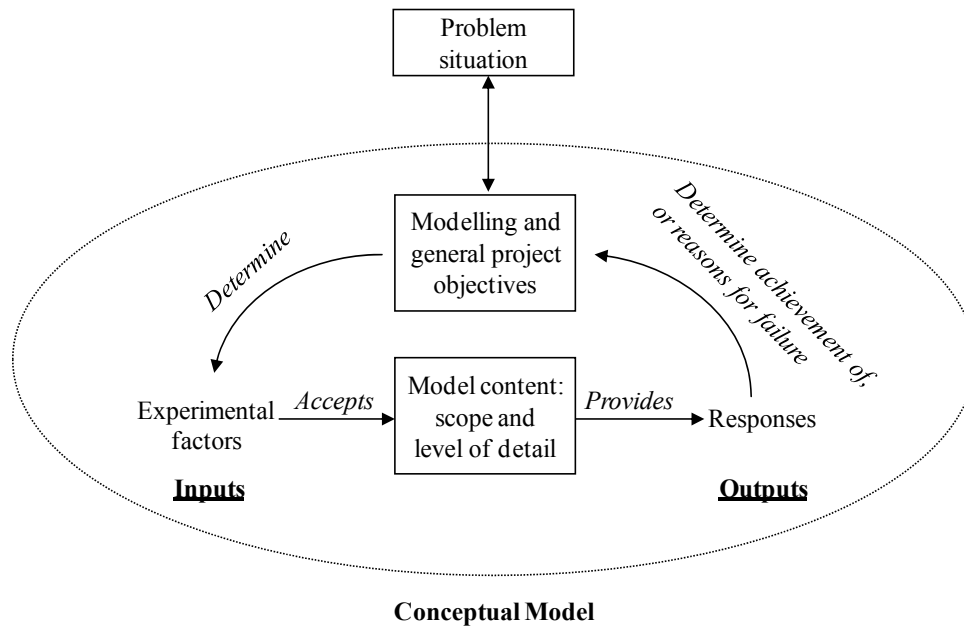 Problem
situation
Modelling and
general project
objectives
Determine
Determine achievement of,
or reasons for failure
Experimental
factors
Accepts
Model content:
scope and
level of detail
Provides
Responses
Inputs
Outputs
Conceptual Model